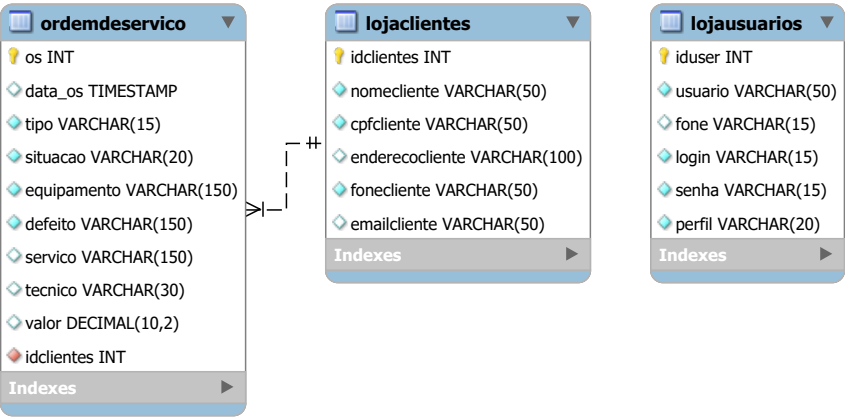 ordemdeservico
os INT
data_os TIMESTAMP
tipo VARCHAR(15)
situacao VARCHAR(20)
equipamento VARCHAR(150)
defeito VARCHAR(150)
servico VARCHAR(150)
tecnico VARCHAR(30)
valor DECIMAL(10,2)
idclientes INT
Indexes
lojaclientes
idclientes INT
nomecliente VARCHAR(50)
cpfcliente VARCHAR(50)
enderecocliente VARCHAR(100)
fonecliente VARCHAR(50)
emailcliente VARCHAR(50)
Indexes
lojausuarios
iduser INT
usuario VARCHAR(50)
fone VARCHAR(15)
login VARCHAR(15)
senha VARCHAR(15)
perfil VARCHAR(20)
Indexes